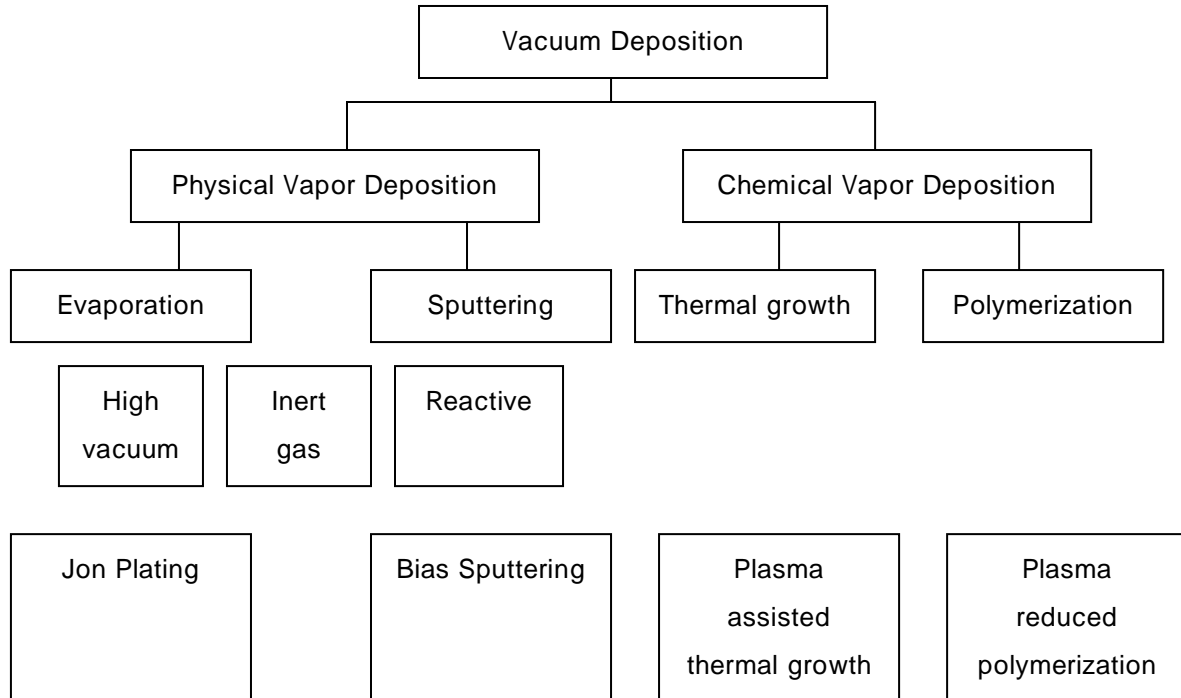 Vacuum Deposition
Physical Vapor Deposition
Chemical Vapor Deposition
Evaporation
Sputtering
Thermal growth
Polymerization
High
vacuum
Inert
gas
Reactive
Jon Plating
Bias Sputtering
Plasma
assisted
thermal growth
Plasma
reduced
polymerization